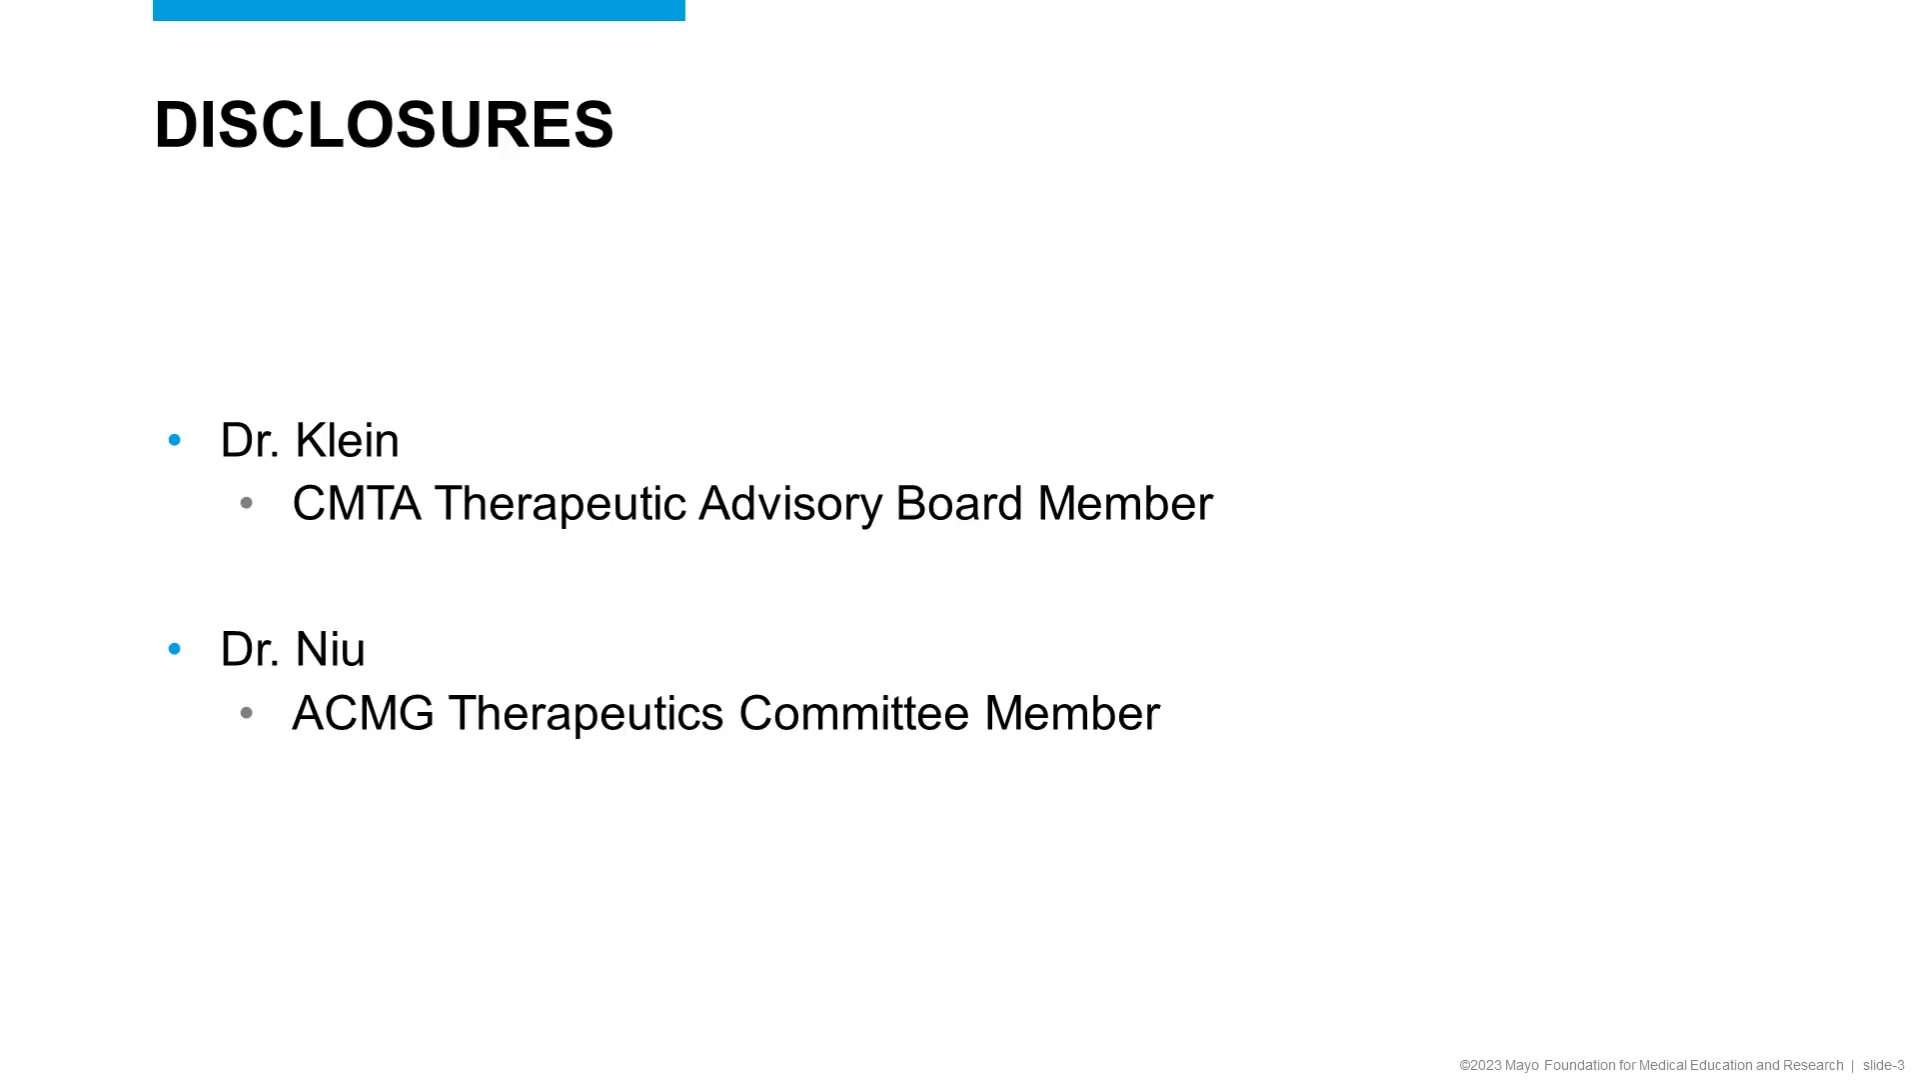 DISCLOSURES
• Dr. Klein
• CMTA Therapeutic Advisory Board Member
• Dr. Niu
• ACMG Therapeutics Committee Member
©2023 Mayo Foundation for Medical Education and Research | slide-3